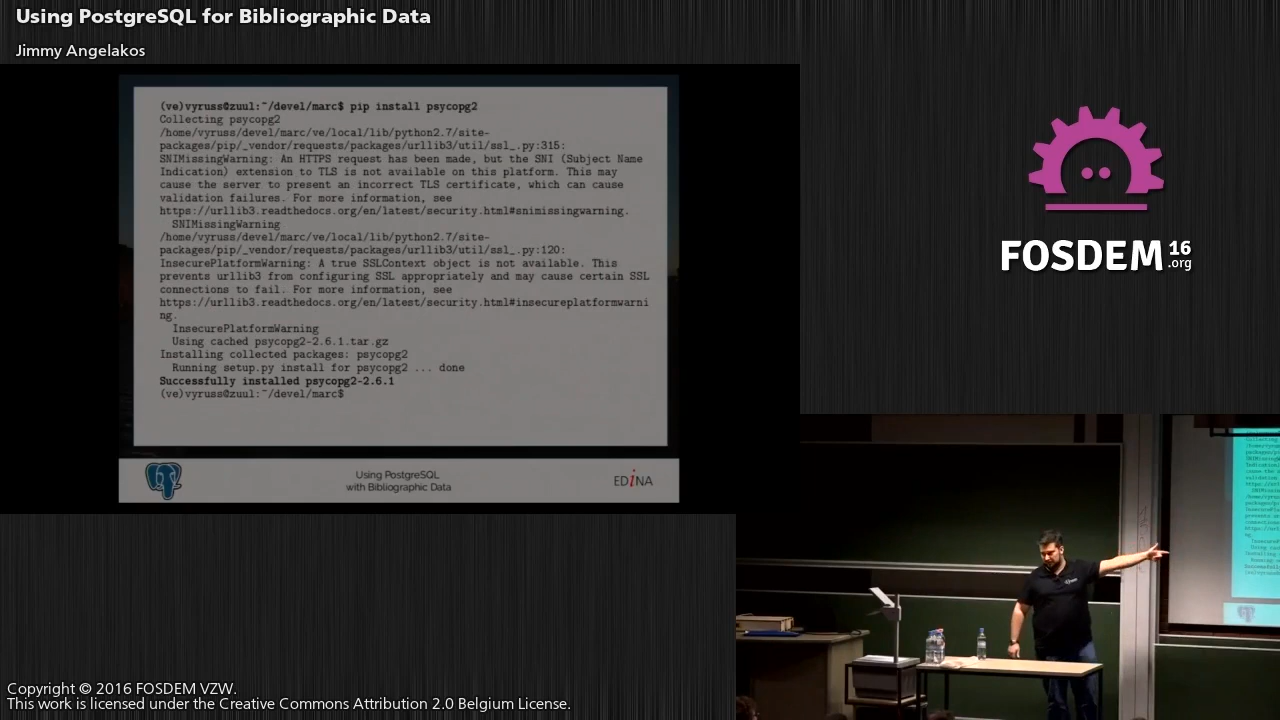 Using PostgreSQL for Bibliographic Data
Jimmy Angelakos
(ve)vyruss@zuul:~/devel/marc$ pip install psycopg2
Collecting psycopg2
/home/vyruss/devel/marc/ve/local/lib/python2.7/site-
packages/pip/_vendor/requests/packages/urllib3/util/ssl_.py:315:
SNIMissingWarning: An HTTPS request has been made, but the SNI (Subject Name
Indication) extension to TLS is not available on this platform. This may
cause the server to present an incorrect TLS certificate, which can cause
validation failures. For more information, see
https://urllib3.readthedocs.org/en/latest/security.html#snimissingwarning.
SNIMissingWarning
/home/vyruss/devel/marc/ve/local/lib/python2.7/site-
packages/pip/_vendor/requests/packages/urllib3/util/ssl_.py:120:
InsecurePlatformWarning: A true SSLContext object is not available. This
prevents urllib3 from configuring SSL appropriately and may cause certain SSL
connections to fail. For more information, see
https://urllib3.readthedocs.org/en/latest/security.html#insecureplatformwarni
ng.
InsecurePlatformWarning
Using cached psycopg2-2.6.1.tar.gz
Installing collected packages: psycopg2
Running setup.py install for psycopg2 ... done
Successfully installed psycopg2-2.6.1
(ve)vyruss@zuul:~/devel/marc$
Using PostgreSQL
with Bibliographic Data
EDINA
FOSDEM 16
.org
Copyright © 2016 FOSDEM VZW.
This work is licensed under the Creative Commons Attribution 2.0 Belgium License.